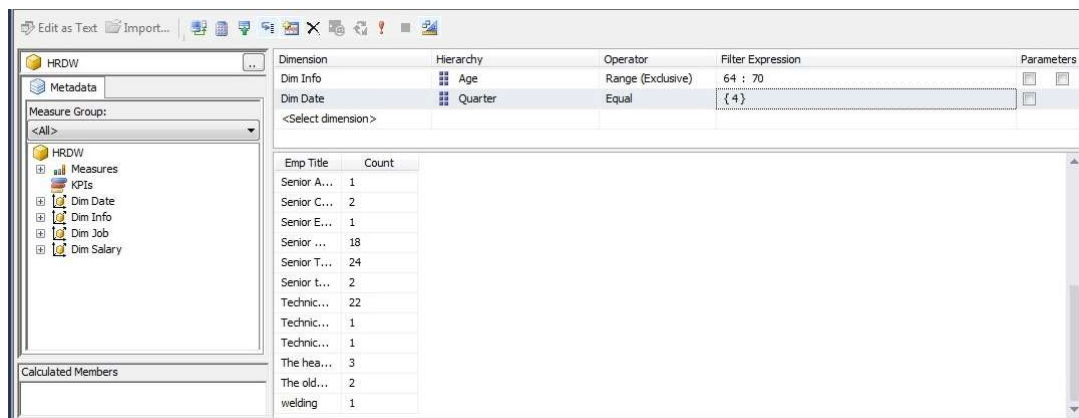 Edit as Text Import...
HRDW ..
Metadata
Measure Group:
<All>
HRDW
Measures
KPIs
Dim Date
Dim Info
Dim Job
Dim Salary
Calculated Members
Dimension Hierarchy Operator Filter Expression Parameters
Dim Info Age Range (Exclusive) 64 : 70
Dim Date Quarter Equal { 4 }
<Select dimension>
Emp Title Count
Senior A... 1
Senior C... 2
Senior E... 1
Senior ... 18
Senior T... 24
Senior t... 2
Technic... 22
Technic... 1
Technic... 1
The hea... 3
The old... 2
welding 1